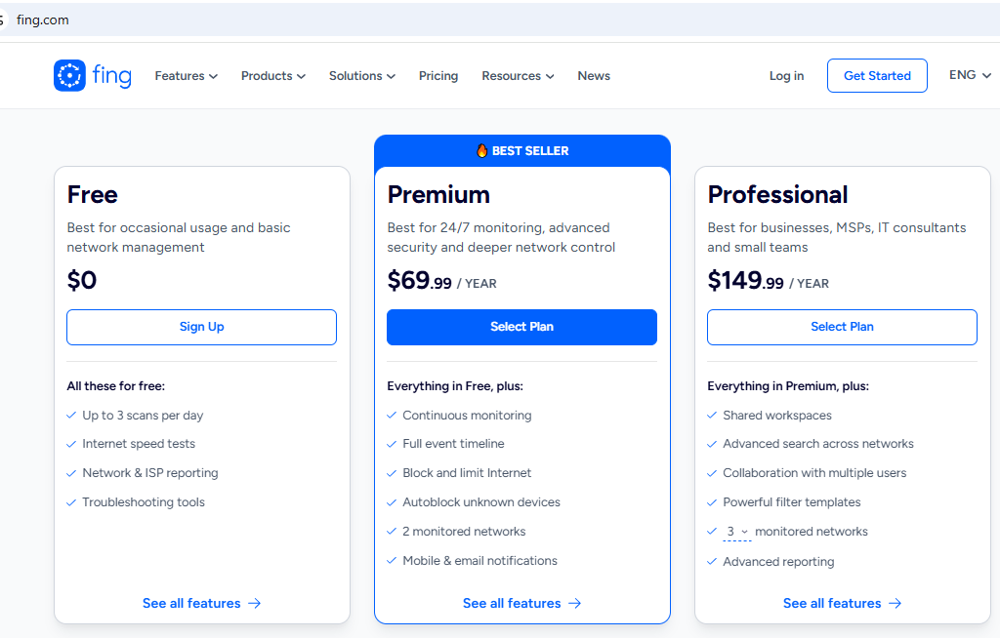 fing.com
fing
Features
Products
Solutions
Pricing
Resources
News
Log in
Get Started
ENG
Free
Best for occasional usage and basic
network management
$0
Sign Up
All these for free:
Up to 3 scans per day
Internet speed tests
Network & ISP reporting
Troubleshooting tools
See all features
BEST SELLER
Premium
Best for 24/7 monitoring, advanced
security and deeper network control
$69.99 / YEAR
Select Plan
Everything in Free, plus:
Continuous monitoring
Full event timeline
Block and limit Internet
Autoblock unknown devices
2 monitored networks
Mobile & email notifications
See all features
Professional
Best for businesses, MSPs, IT consultants
and small teams
$149.99 / YEAR
Select Plan
Everything in Premium, plus:
Shared workspaces
Advanced search across networks
Collaboration with multiple users
Powerful filter templates
3 monitored networks
Advanced reporting
See all features